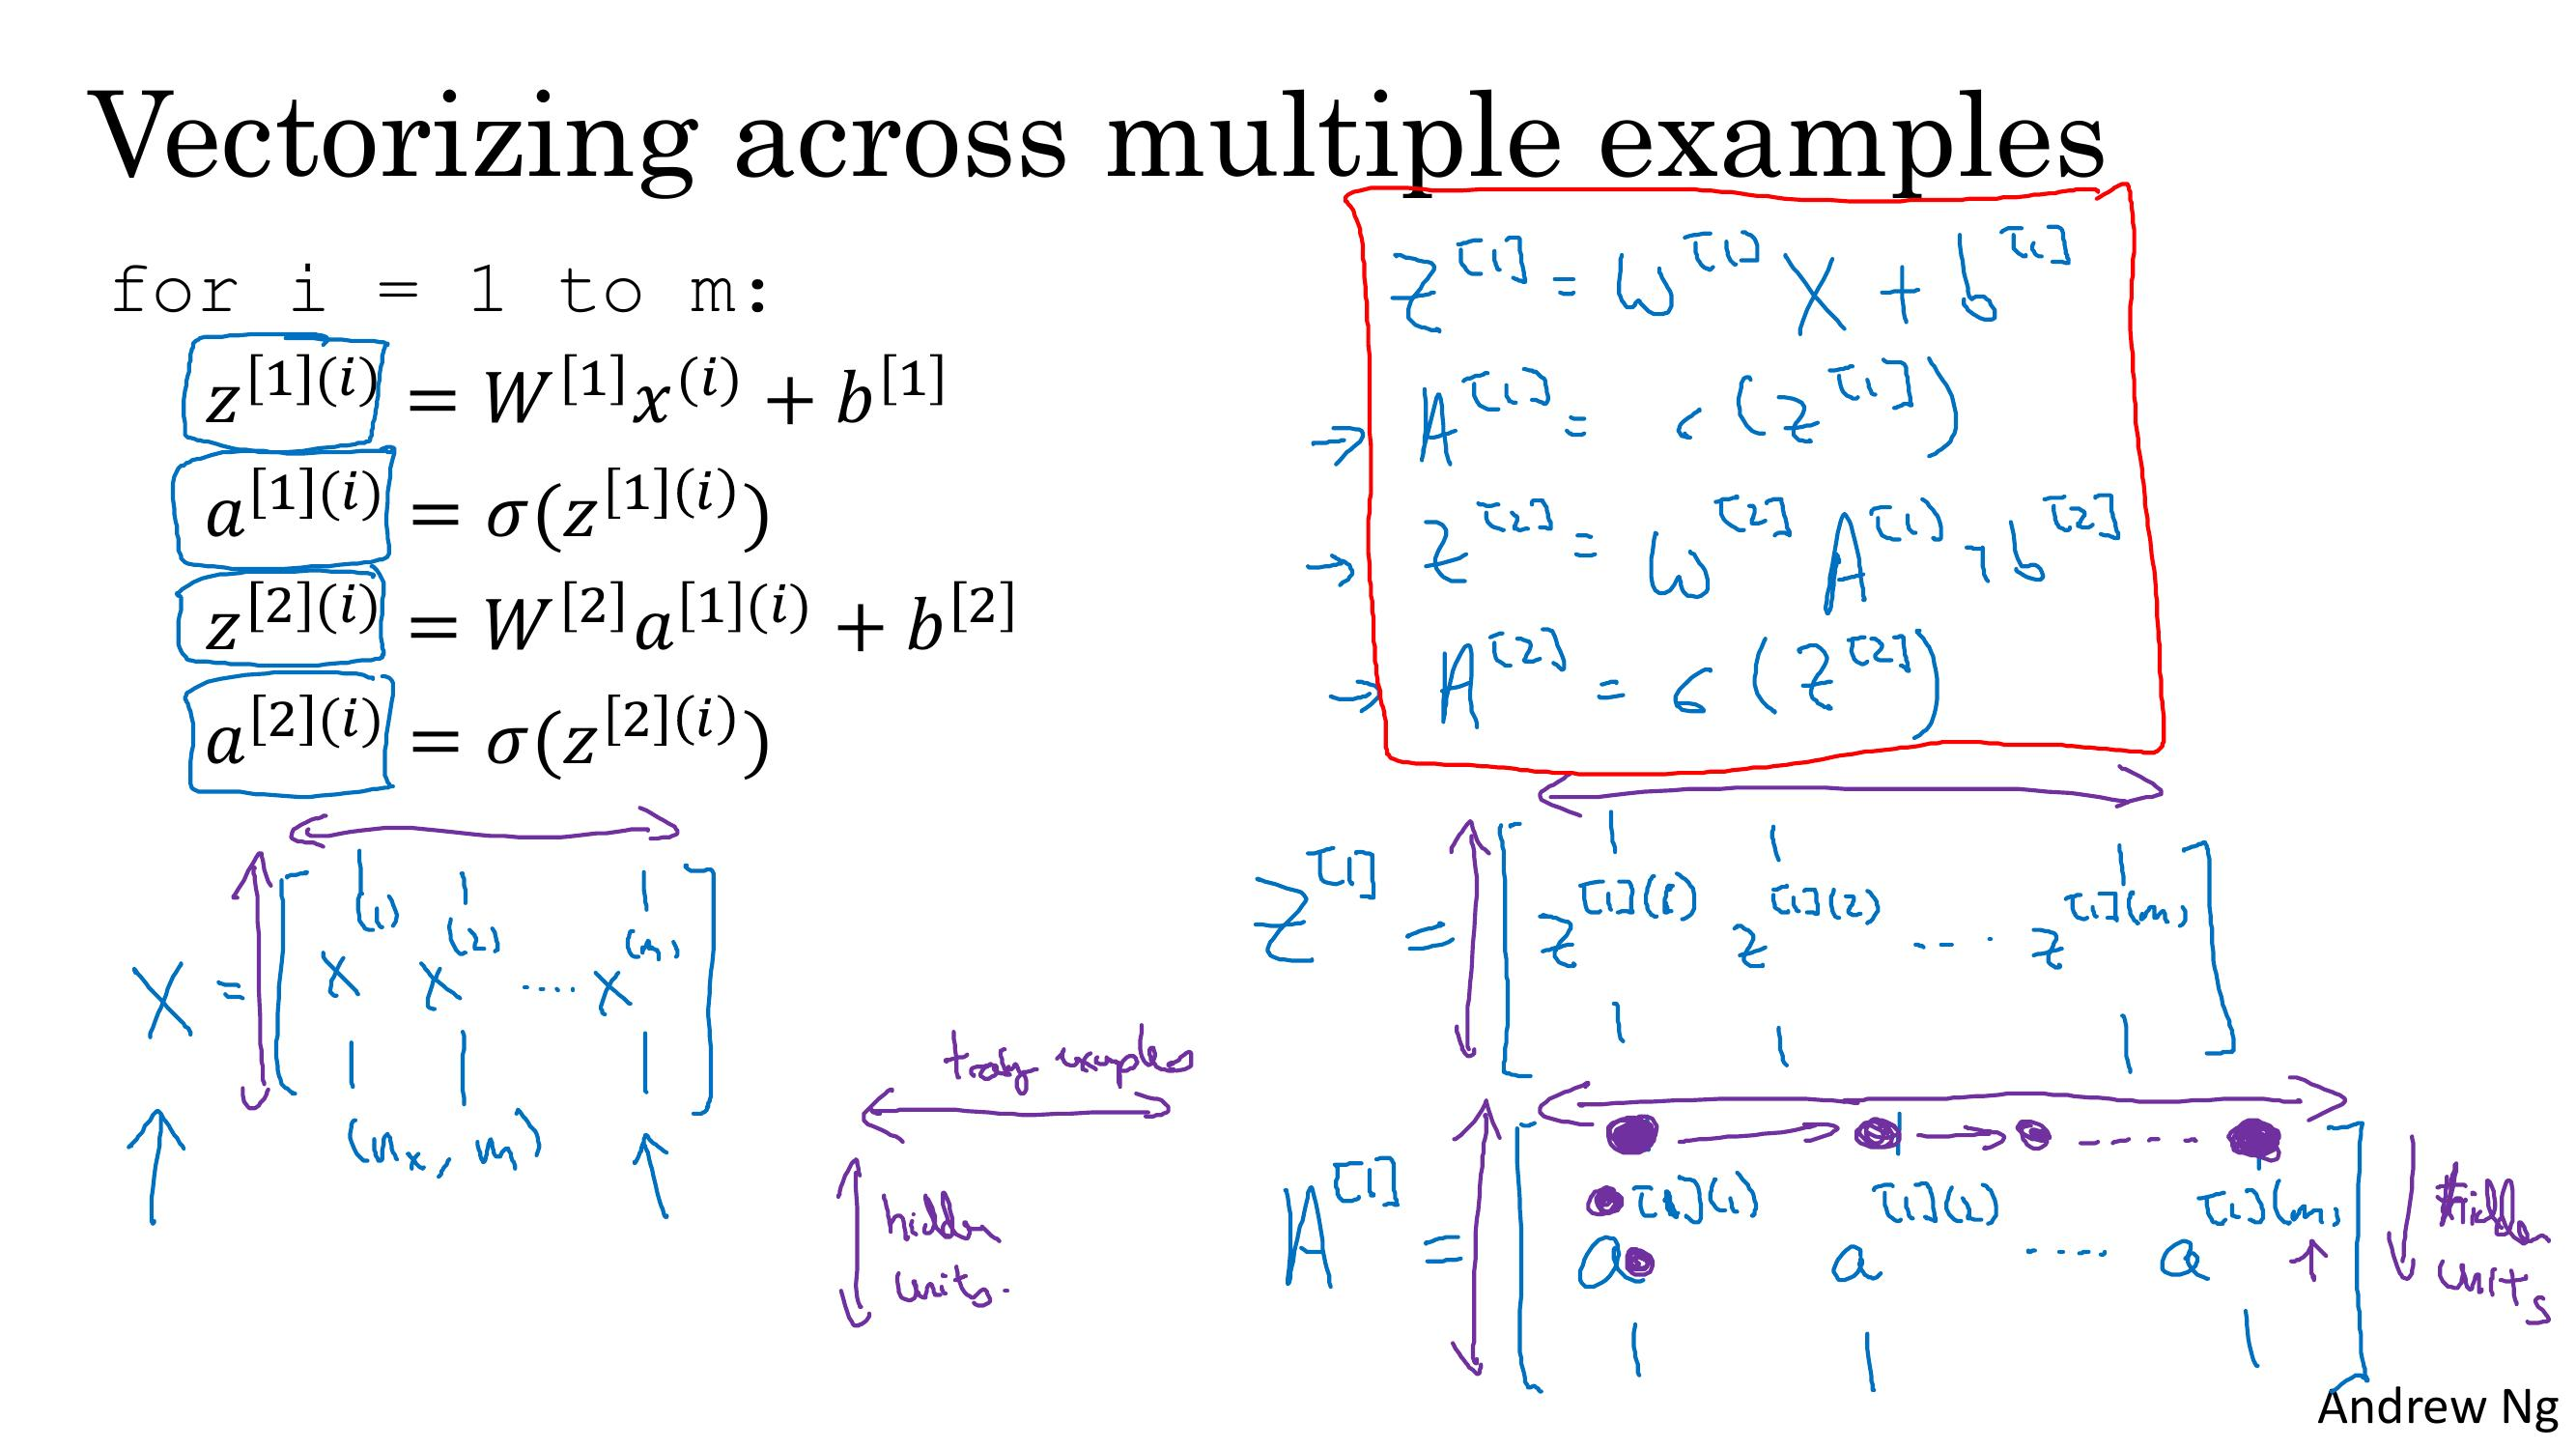 Vectorizing across multiple examples
for i = 1 to m:
z^{[1](i)} = W^{[1]}x^{(i)} + b^{[1]}
a^{[1](i)} = σ(z^{[1](i)})
z^{[2](i)} = W^{[2]}a^{[1](i)} + b^{[2]}
a^{[2](i)} = σ(z^{[2](i)})
Z^{[1]} = W^{[1]} X + b^{[1]}
A^{[1]} = σ(Z^{[1]})
→ Z^{[2]} = W^{[2]} A^{[1]} + b^{[2]}
→ A^{[2]} = σ(Z^{[2]})
X = [ x^{(1)} x^{(2)} .... x^{(m)} ]
(n_x, m)
examples
hidden
units.
Z^{[1]} = [ z^{[1](1)} z^{[1](2)} ... z^{[1](m)} ]
A^{[1]} = [ a^{[1](1)} a^{[1](2)} .... a^{[1](m)} ]
hidden
units
Andrew Ng